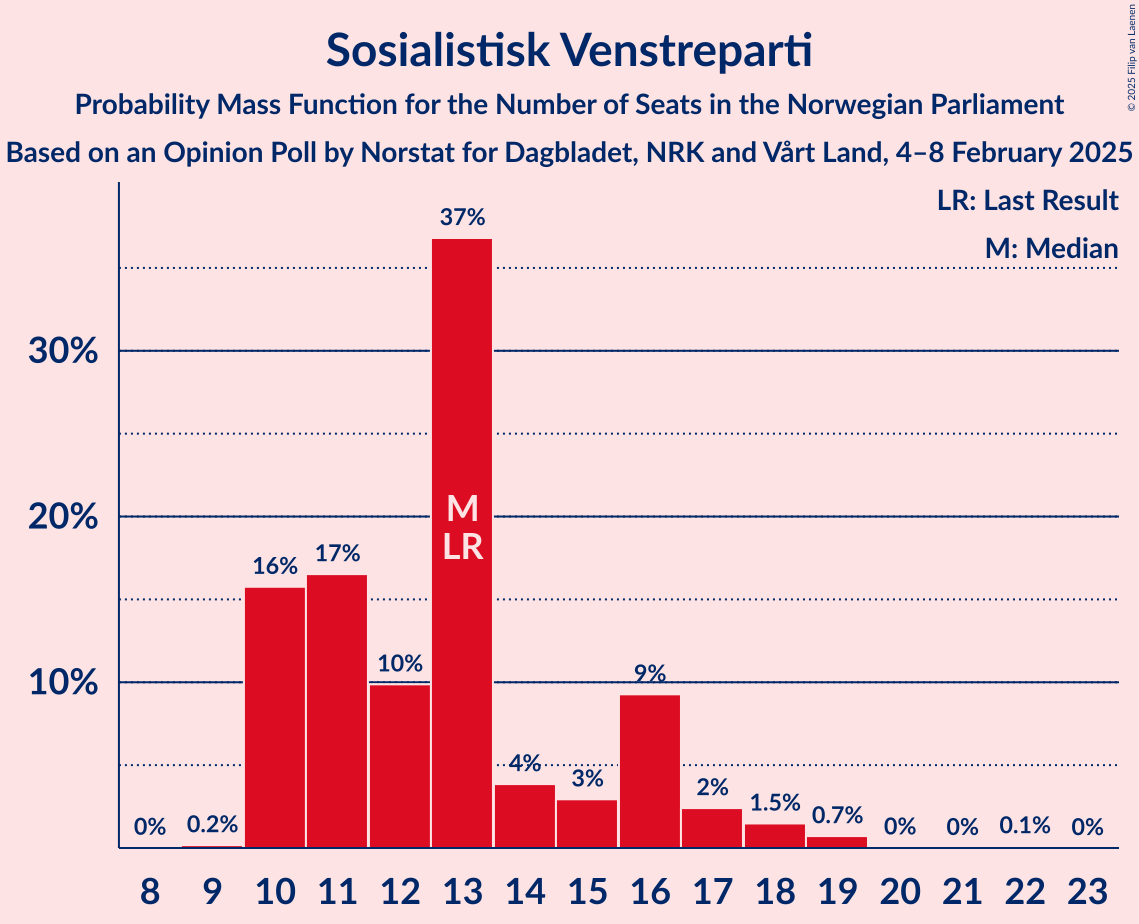 Sosialistisk Venstreparti
Probability Mass Function for the Number of Seats in the Norwegian Parliament
Based on an Opinion Poll by Norstat for Dagbladet, NRK and Vårt Land, 4–8 February 2025
© 2025 Filip van Laenen
LR: Last Result
M: Median
30%
20%
10%
0%
0.2%
16%
17%
10%
37%
M
LR
4%
3%
9%
2%
1.5%
0.7%
0%
0%
0.1%
0%
8 9 10 11 12 13 14 15 16 17 18 19 20 21 22 23